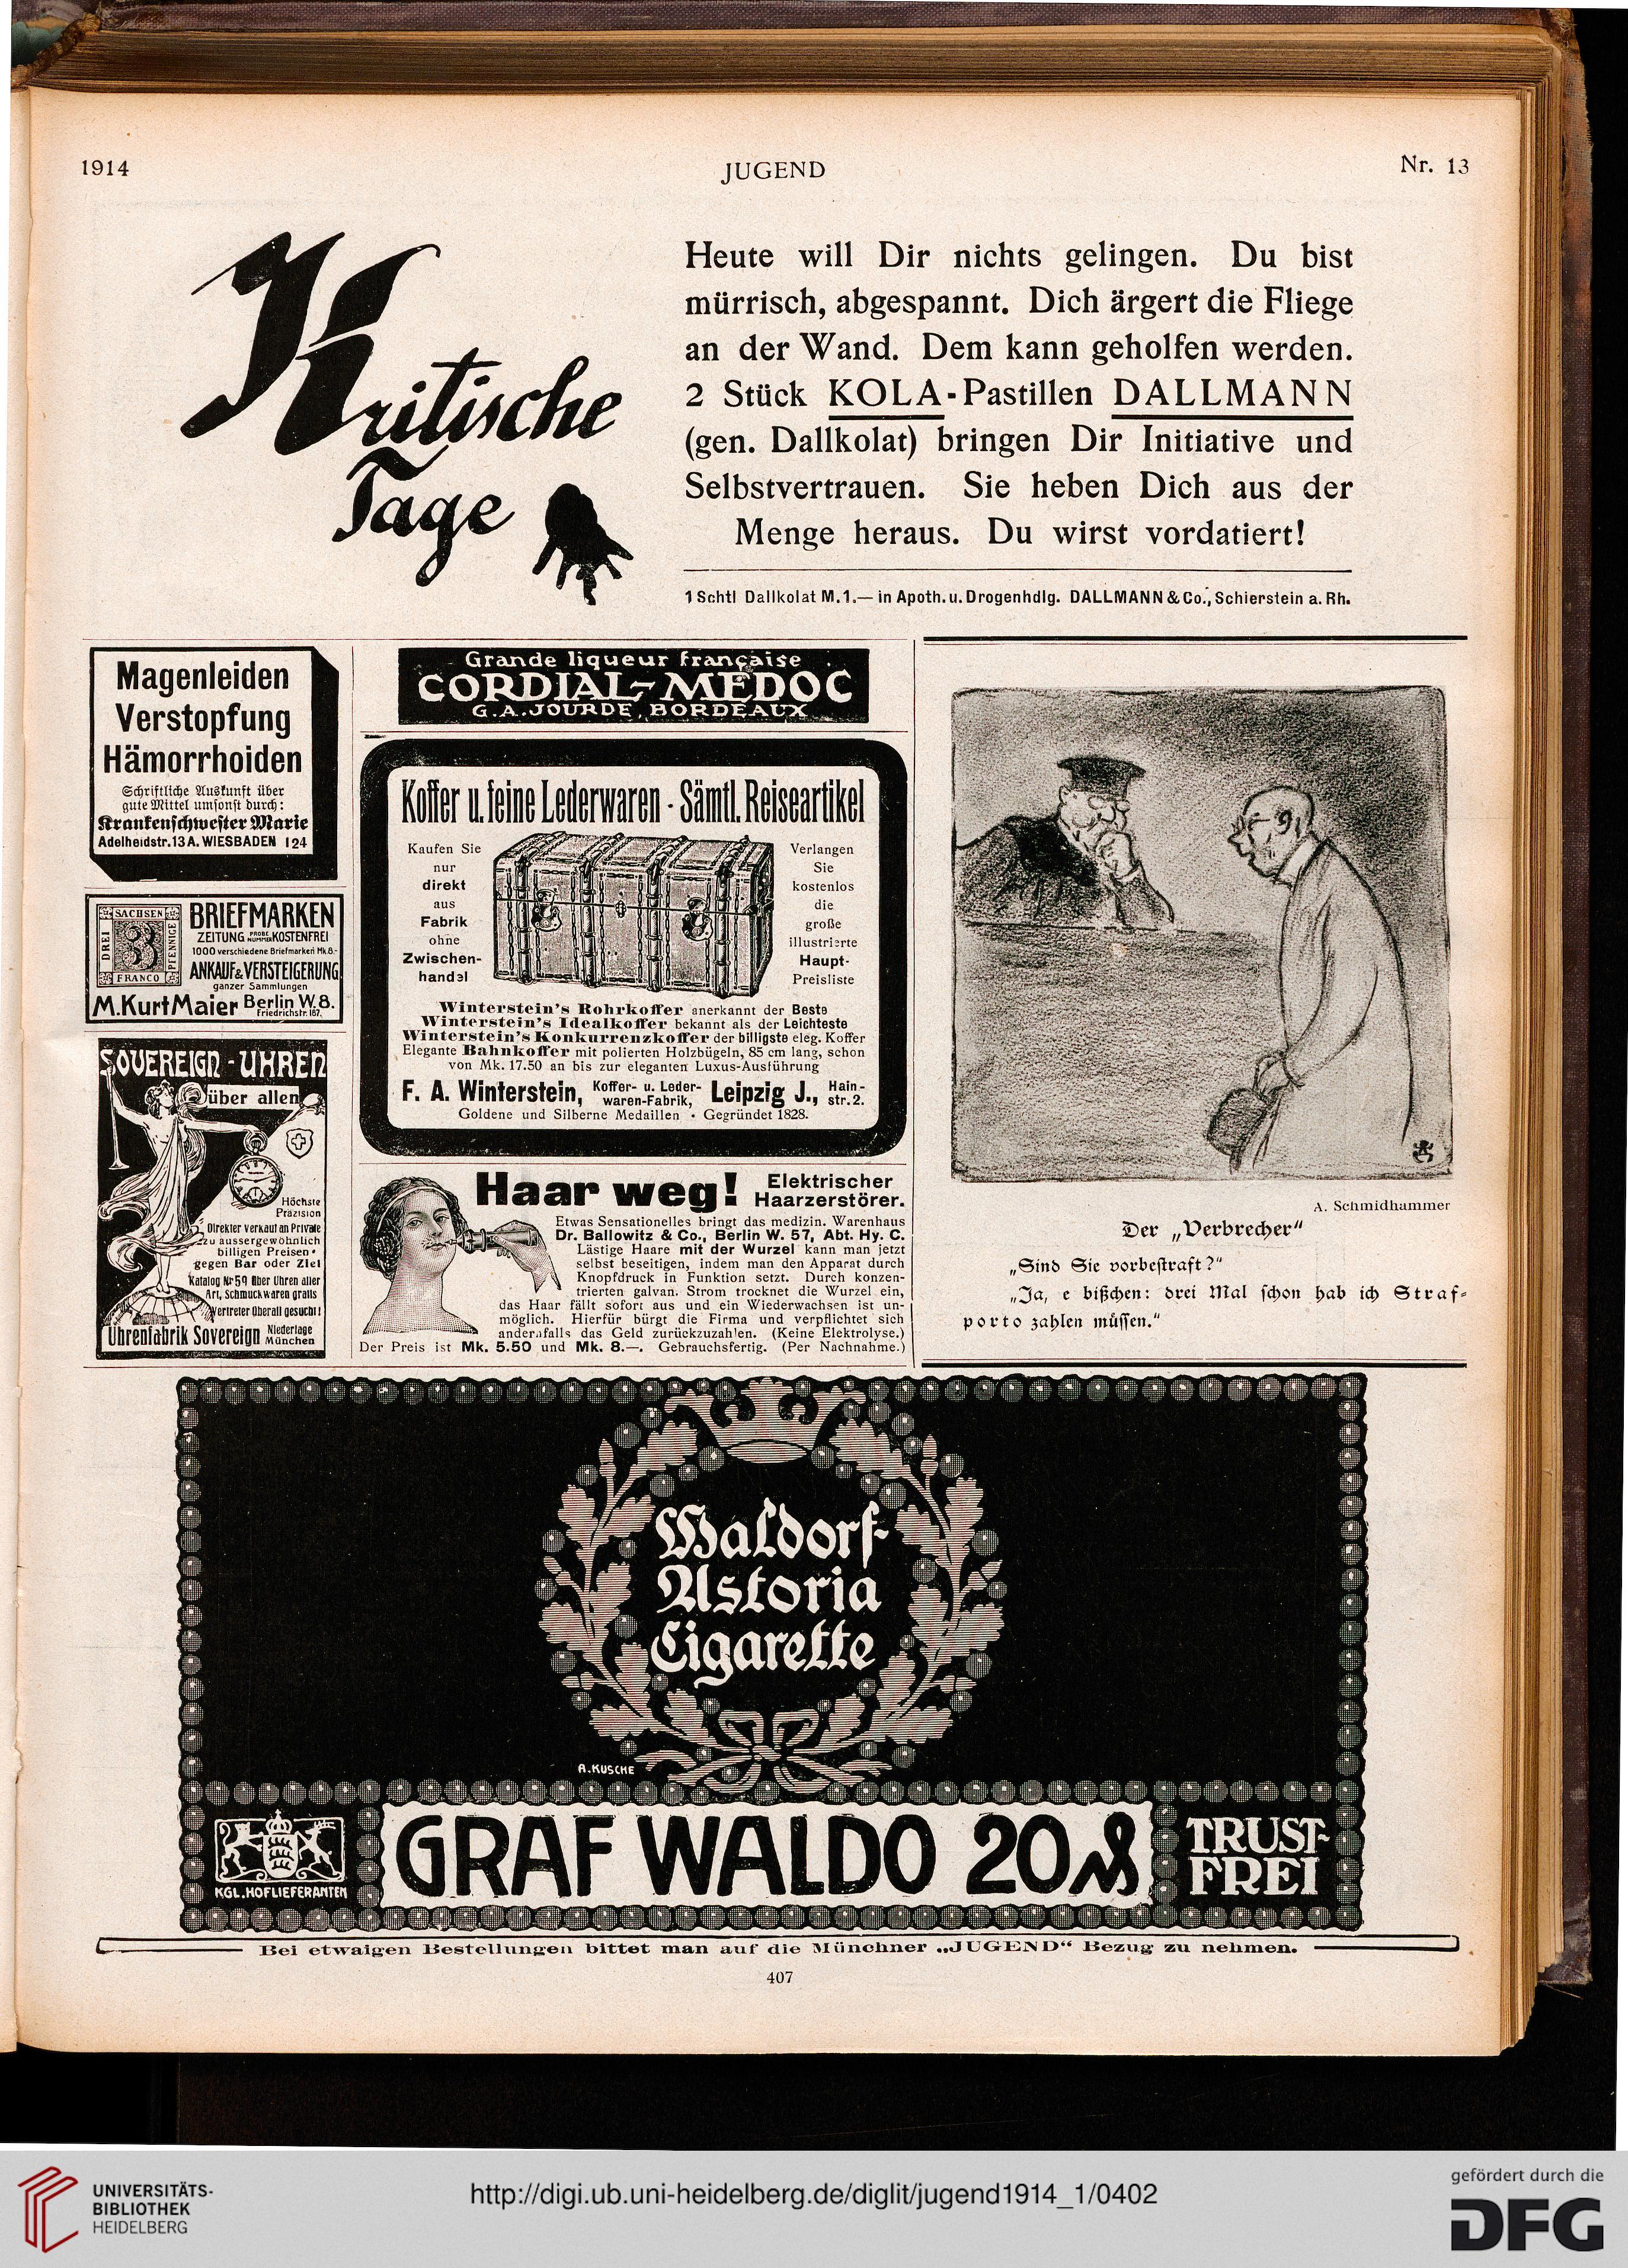 1914
JUGEND
Nr. 13
Kritische
Tage
Heute will Dir nichts gelingen. Du bist
mürrisch, abgespannt. Dich ärgert die Fliege
an der Wand. Dem kann geholfen werden.
2 Stück KOLA-Pastillen DALLMANN
(gen. Dallkolat) bringen Dir Initiative und
Selbstvertrauen. Sie heben Dich aus der
Menge heraus. Du wirst vordatiert!
1 Schtl Dallkolat M.1.— in Apoth. u. Drogenhdlg. DALLMANN & Co., Schierstein a. Rh.
Magenleiden
Verstopfung
Hämorrhoiden
Schriftliche Auskunft über
gute Mittel umsonst durch:
Krankenschwester Marie
Adelheidstr. 13 A. WIESBADEN I 24
SACHSEN
DREI
3
PFENNIGE
FRANCO
BRIEFMARKEN
ZEITUNG PROBE NUMMER KOSTENFREI
1000 verschiedene Briefmarken Mk. 8.-
ANKAUF & VERSTEIGERUNG
ganzer Sammlungen
M. Kurt Maier Berlin W. 8.
Friedrichstr. 167.
SOVEREIGN - UHREN
über allen
Höchste
Präzision
Direkter Verkauf an Private
zu aussergewöhnlich
billigen Preisen
gegen Bar oder Ziel
Katalog Nr 59 über Uhren aller
Art, Schmuckwaren gratis
Vertreter überall gesucht!
Uhrenfabrik Sovereign Niederlage
München
Grande liqueur française
CORDIAL-MÉDOC
G. A. JOURDE, BORDEAUX
Koffer u. feine Lederwaren - Sämtl. Reiseartikel
Kaufen Sie
nur
direkt
aus
Fabrik
ohne
Zwischen-
handel
Verlangen
Sie
kostenlos
die
große
illustrierte
Haupt-
Preisliste
Winterstein's Rohrkoffer anerkannt der Beste
Winterstein's Idealkoffer bekannt als der Leichteste
Winterstein's Konkurrenzkoffer der billigste eleg. Koffer
Elegante Bahnkoffer mit polierten Holzbügeln, 85 cm lang, schon
von Mk. 17.50 an bis zur eleganten Luxus-Ausführung
F. A. Winterstein, Koffer- u. Leder-
waren-Fabrik, Leipzig J., Hain-
str. 2.
Goldene und Silberne Medaillen • Gegründet 1828.
Haar weg! Elektrischer
Haarzerstörer.
Etwas Sensationelles bringt das medizin. Warenhaus
Dr. Ballowitz & Co., Berlin W. 57, Abt. Hy. C.
Lästige Haare mit der Wurzel kann man jetzt
selbst beseitigen, indem man den Apparat durch
Knopfdruck in Funktion setzt. Durch konzen-
trierten galvan. Strom trocknet die Wurzel ein,
das Haar fällt sofort aus und ein Wiederwachsen ist un-
möglich. Hierfür bürgt die Firma und verpflichtet sich
andernfalls das Geld zurückzuzahlen. (Keine Elektrolyse.)
Der Preis ist Mk. 5.50 und Mk. 8.—. Gebrauchsfertig. (Per Nachnahme.)
A. Schmidhammer
Der „Verbrecher“
„Sind Sie vorbestraft?“
„Ja, e bißchen: drei Mal schon hab ich Straf-
porto zahlen müssen.“
Waldorf-
Astoria
Cigarette
A. KUSCHE
KGL. HOFLIEFERANTEN
GRAF WALDO 20 ₰
TRUST-
FREI
Bei etwaigen Bestellungen bittet man auf die Münchner „JUGEND“ Bezug zu nehmen.
407
UNIVERSITÄTS-
BIBLIOTHEK
HEIDELBERG
http://digi.ub.uni-heidelberg.de/diglit/jugend1914_1/0402
gefördert durch die
DFG